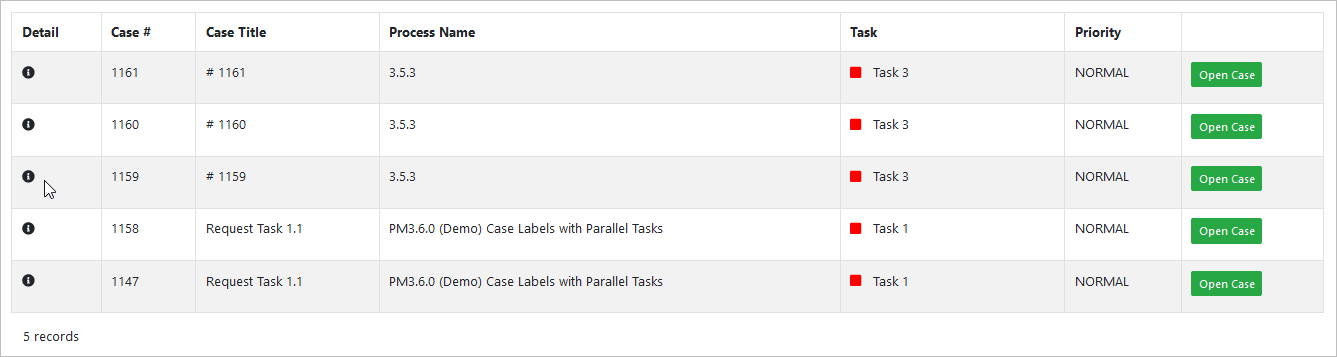 Detail Case # Case Title Process Name Task Priority
1161 # 1161 3.5.3 Task 3 NORMAL Open Case
1160 # 1160 3.5.3 Task 3 NORMAL Open Case
1159 # 1159 3.5.3 Task 3 NORMAL Open Case
1158 Request Task 1.1 PM3.6.0 (Demo) Case Labels with Parallel Tasks Task 1 NORMAL Open Case
1147 Request Task 1.1 PM3.6.0 (Demo) Case Labels with Parallel Tasks Task 1 NORMAL Open Case
5 records